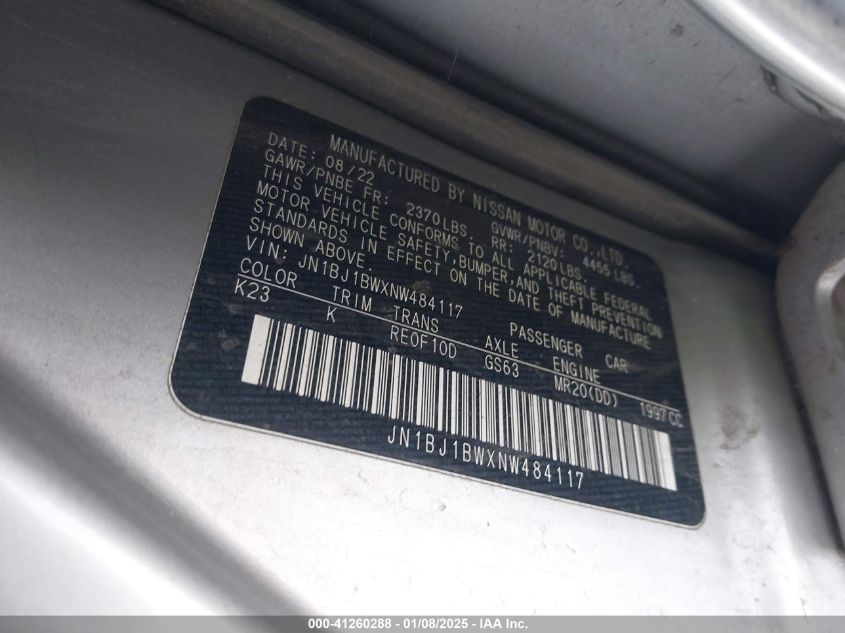 MANUFACTURED BY NISSAN MOTOR CO.,LTD.
DATE: 08/22 GVWR/PNBV: 4455 LBS.
GAWR/PNBE FR: 2370LBS. RR: 2120LBS.
THIS VEHICLE CONFORMS TO ALL APPLICABLE FEDERAL
MOTOR VEHICLE SAFETY,BUMPER,AND THEFT PREVENTION
STANDARDS IN EFFECT ON THE DATE OF MANUFACTURE
SHOWN ABOVE.
VIN: JN1BJ1BWXNW484117 PASSENGER CAR
COLOR TRIM TRANS AXLE ENGINE
K23 K RE0F10D GS63 MR20(DD) 1997CC
JN1BJ1BWXNW484117
000-41260288 - 01/08/2025 - IAA Inc.